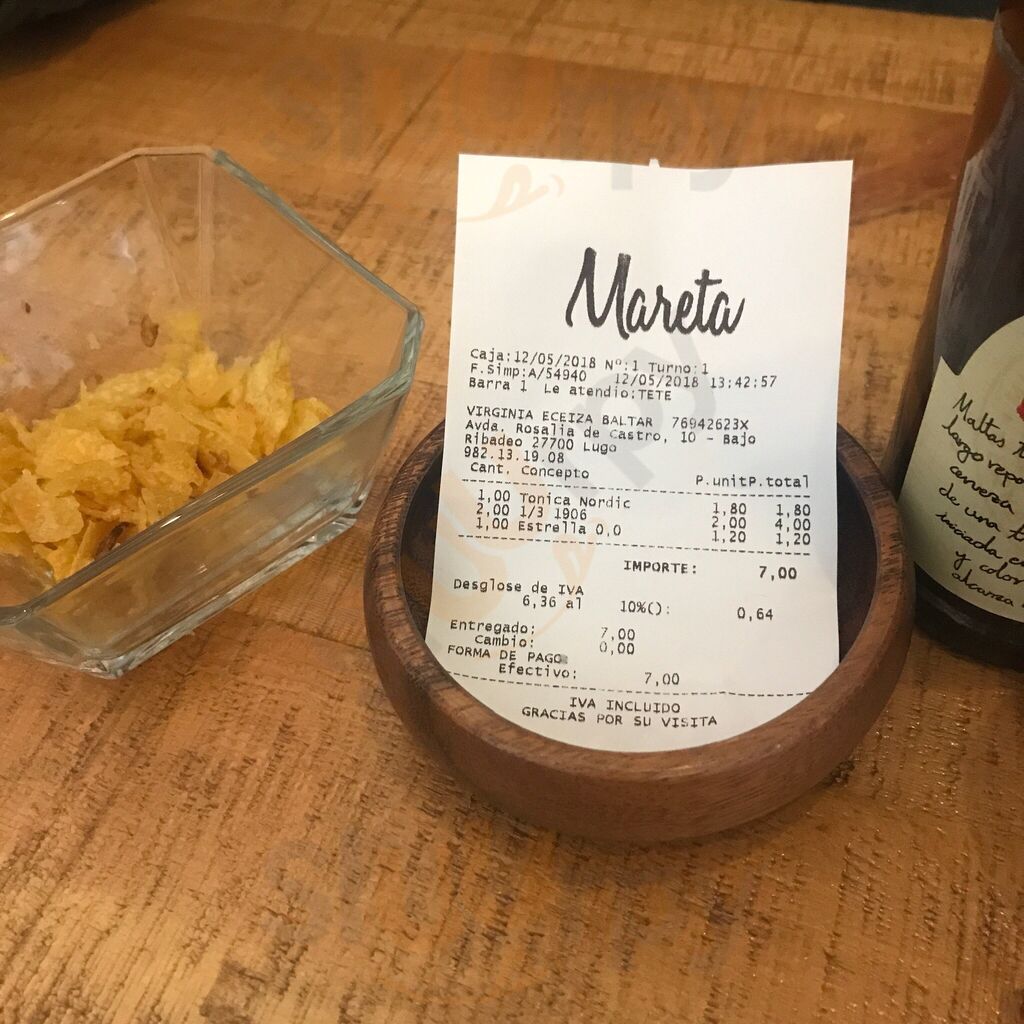 Mareta
Caja:12/05/2018 Nº:1 Turno:1
F.Simp:A/54940 12/05/2018 13:42:57
Barra 1 Le atendio:TETE
VIRGINIA ECEIZA BALTAR 76942623X
Avda. Rosalia de Castro, 10 - Bajo
Ribadeo 27700 Lugo
982.13.19.08
Cant. Concepto P.unitP.total
1,00 Tonica Nordic 1,80 1,80
2,00 1/3 1906 2,00 4,00
1,00 Estrella 0,0 1,20 1,20
IMPORTE: 7,00
Desglose de IVA
6,36 al 10%(): 0,64
Entregado: 7,00
Cambio: 0,00
FORMA DE PAGO
Efectivo: 7,00
IVA INCLUIDO
GRACIAS POR SU VISITA
Maltas
largo
cerveza
de una
iniciada
y color
alcanza